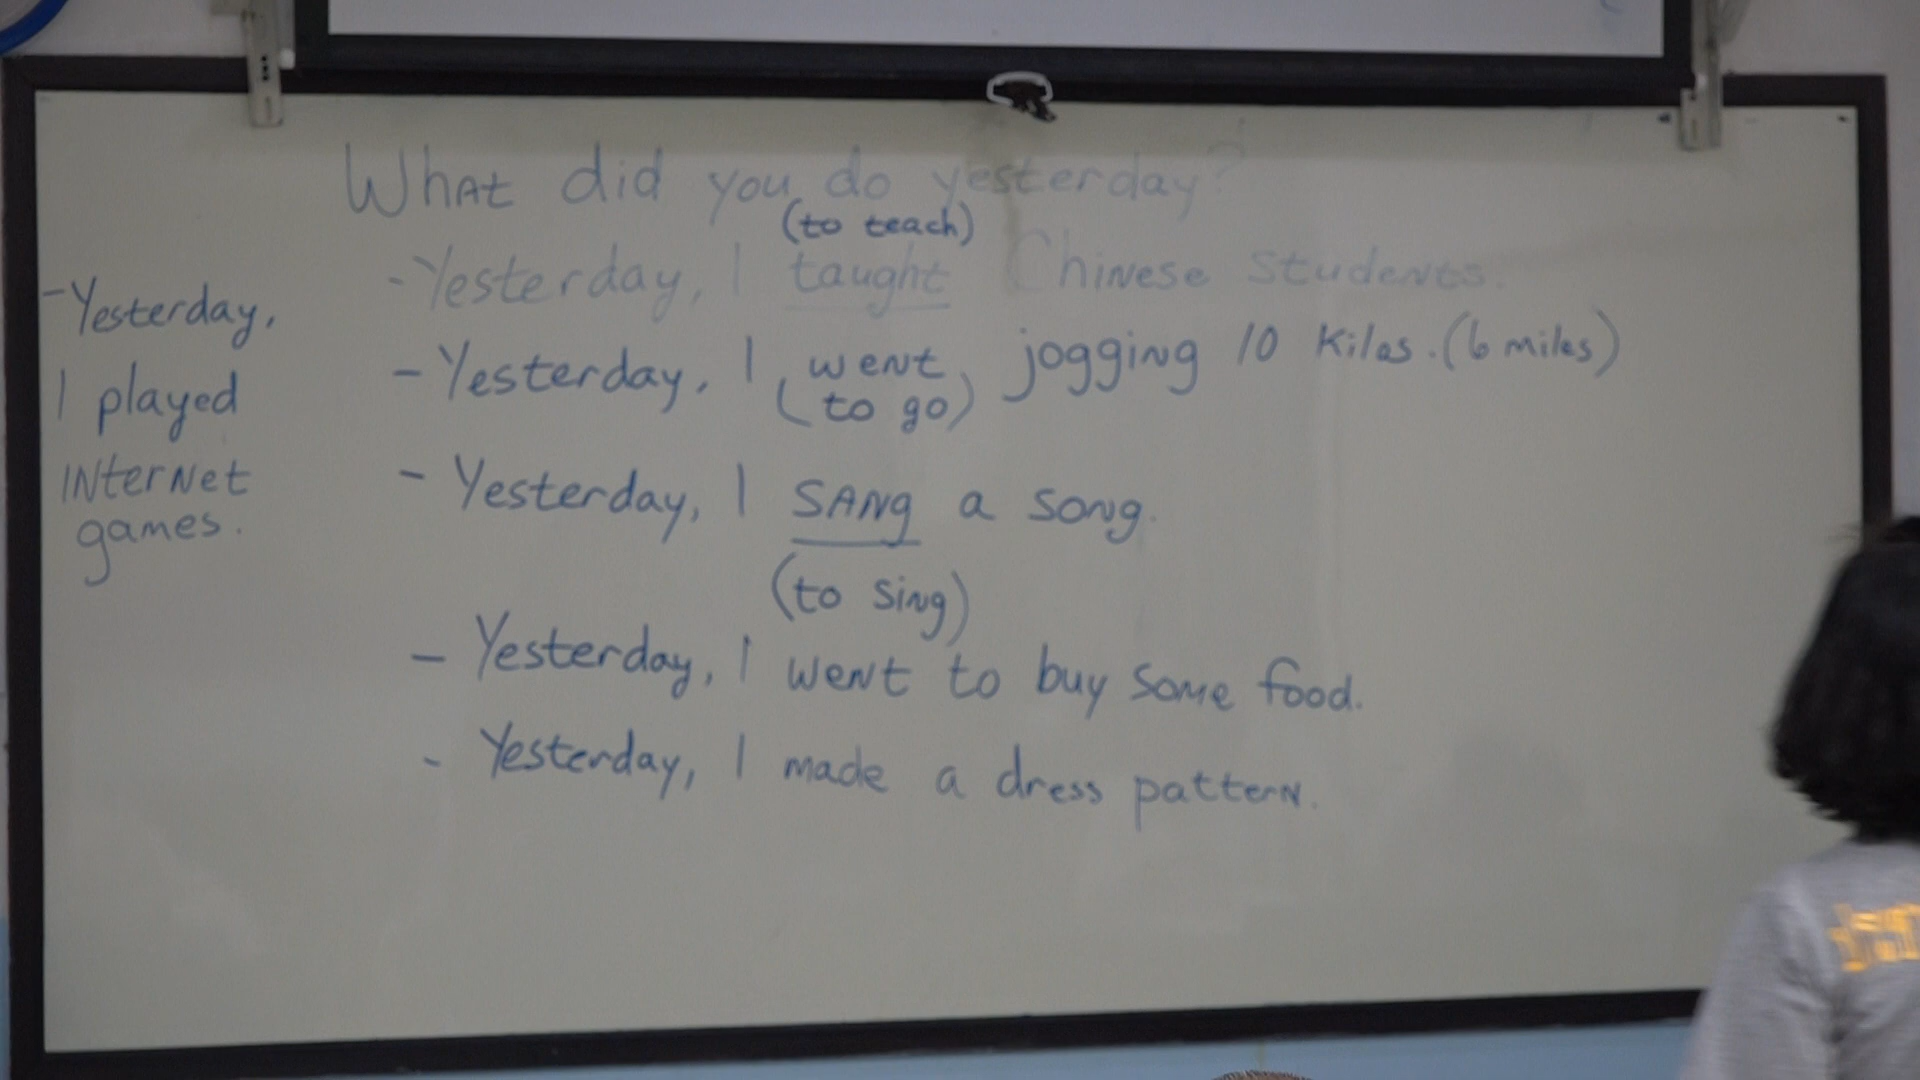 What did you do yesterday?
(to teach)
-Yesterday, I taught Chinese Students.
- Yesterday, I went jogging 10 kilos. (6 miles)
(to go)
- Yesterday, I SANg a song.
(to sing)
- Yesterday, I went to buy some food.
- Yesterday, I made a dress pattern.
-Yesterday,
I played
INterNet
games.